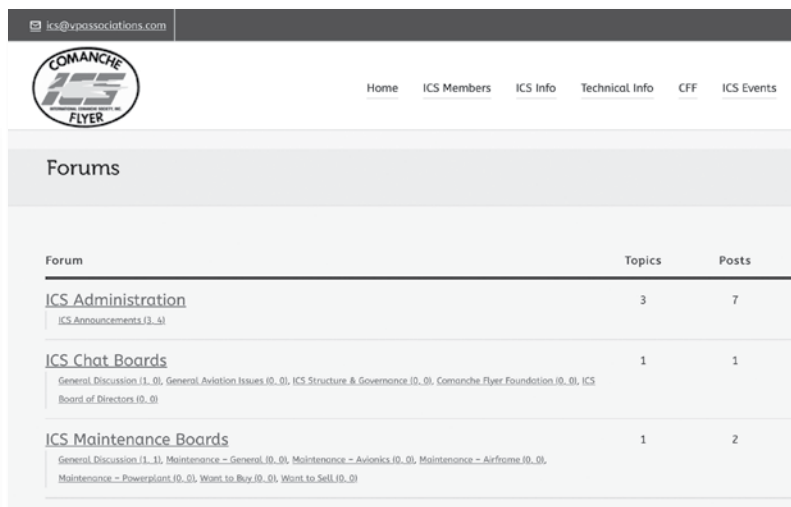 ics@vpassociations.com
COMANCHE
ICS
INTERNATIONAL COMANCHE SOCIETY, INC.
FLYER
Home ICS Members ICS Info Technical Info CFF ICS Events
Forums
Forum Topics Posts
ICS Administration 3 7
ICS Announcements (3, 4)
ICS Chat Boards 1 1
General Discussion (1, 0), General Aviation Issues (0, 0), ICS Structure & Governance (0, 0), Comanche Flyer Foundation (0, 0), ICS
Board of Directors (0, 0)
ICS Maintenance Boards 1 2
General Discussion (1, 1), Maintenance – General (0, 0), Maintenance – Avionics (0, 0), Maintenance – Airframe (0, 0),
Maintenance – Powerplant (0, 0), Want to Buy (0, 0), Want to Sell (0, 0)